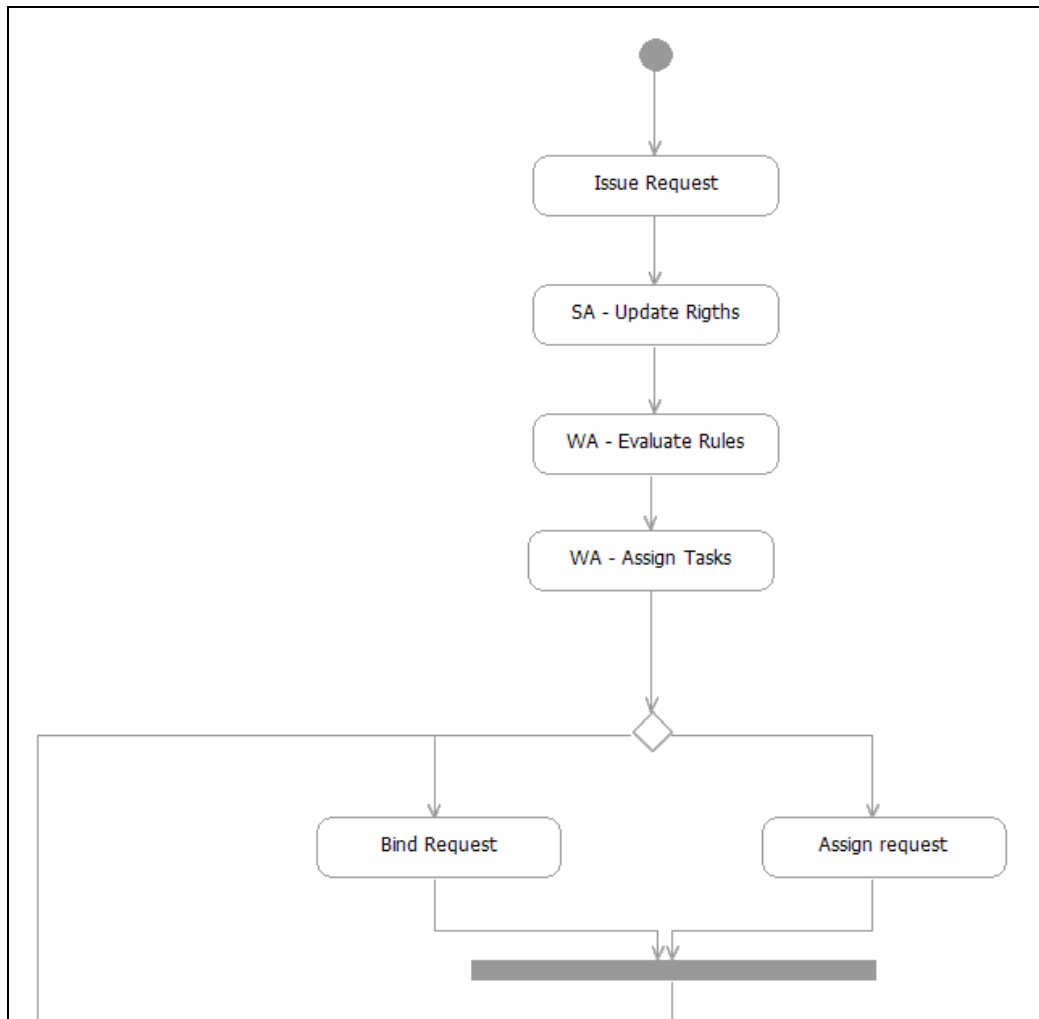 Issue Request
SA - Update Rigths
WA - Evaluate Rules
WA - Assign Tasks
Bind Request
Assign request